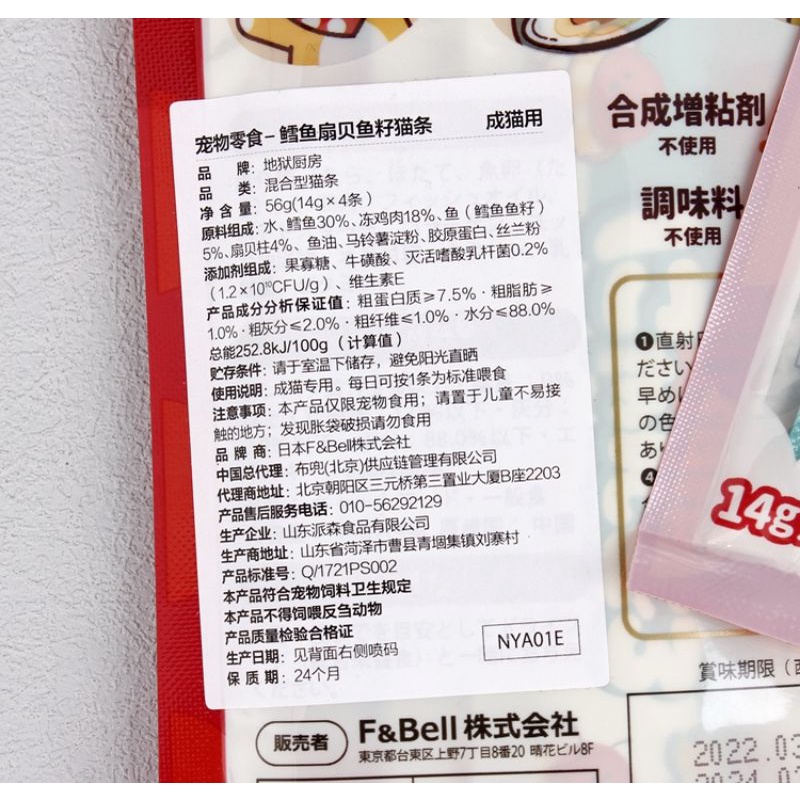 宠物零食-鳕鱼扇贝鱼籽猫条 成猫用
品 牌: 地狱厨房
品 类: 混合型猫条
净 含 量: 56g(14g×4条)
原料组成: 水、鳕鱼30%、冻鸡肉18%、鱼（鳕鱼鱼籽）
5%、扇贝柱4%、鱼油、马铃薯淀粉、胶原蛋白、丝兰粉
添加剂组成: 果寡糖、牛磺酸、灭活嗜酸乳杆菌0.2%
（1.2×10¹⁰CFU/g）、维生素E
产品成分分析保证值: 粗蛋白质≥7.5%·粗脂肪≥
1.0%·粗灰分≤2.0%·粗纤维≤1.0%·水分≤88.0%
总能252.8kJ/100g（计算值）
贮存条件: 请于室温下储存，避免阳光直晒
使用说明: 成猫专用。每日可按1条为标准喂食
注意事项: 本产品仅限宠物食用；请置于儿童不易接
触的地方；发现胀袋破损请勿食用
品 牌 商: 日本F&Bell株式会社
中国总代理: 布兜(北京)供应链管理有限公司
代理商地址: 北京朝阳区三元桥第三置业大厦B座2203
产品售后服务电话: 010-56292129
生产企业: 山东派森食品有限公司
生产商地址: 山东省菏泽市曹县青堌集镇刘寨村
产品标准号: Q/1721PS002
本产品符合宠物饲料卫生规定
本产品不得饲喂反刍动物
产品质量检验合格证
生产日期: 见背面右侧喷码
保 质 期: 24个月
NYA01E
合成増粘剤
不使用
調味料
不使用
❶直射
ださい
早め
の色
❹
14g
賞味期限
販売者
F&Bell株式会社
東京都台東区上野7丁目8番20 晴花ビル8F
2022.03